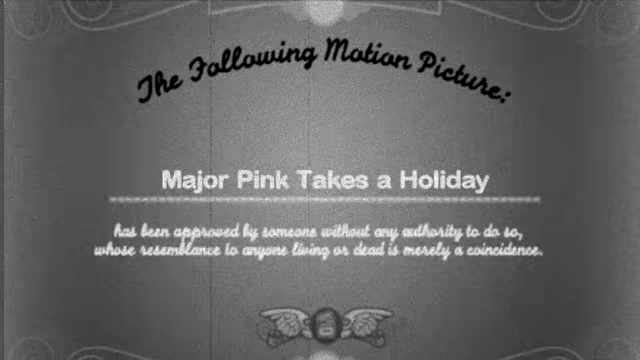 The Following Motion Picture:
Major Pink Takes a Holiday
has been approved by someone without any authority to do so,
whose resemblance to anyone living or dead is merely a coincidence.